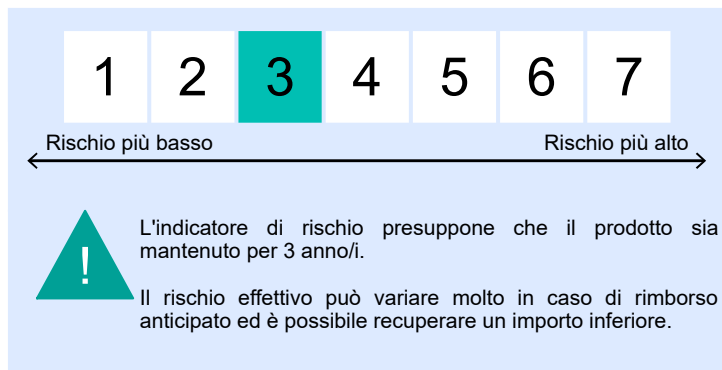 1 2 3 4 5 6 7
Rischio più basso Rischio più alto
!
L'indicatore di rischio presuppone che il prodotto sia
mantenuto per 3 anno/i.
Il rischio effettivo può variare molto in caso di rimborso
anticipato ed è possibile recuperare un importo inferiore.